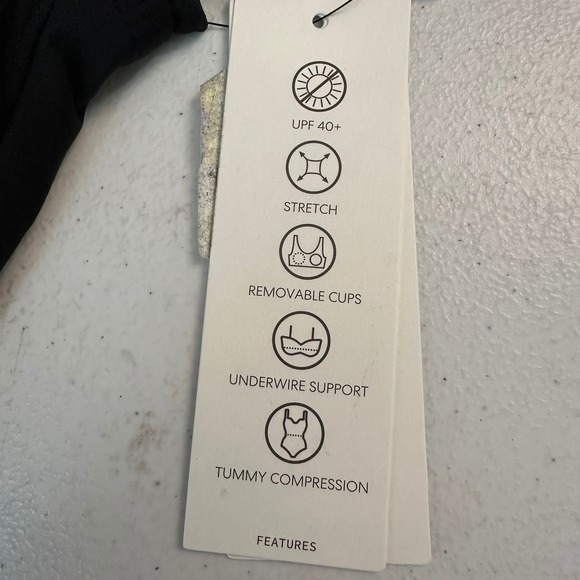 UPF 40+
STRETCH
REMOVABLE CUPS
UNDERWIRE SUPPORT
TUMMY COMPRESSION
FEATURES